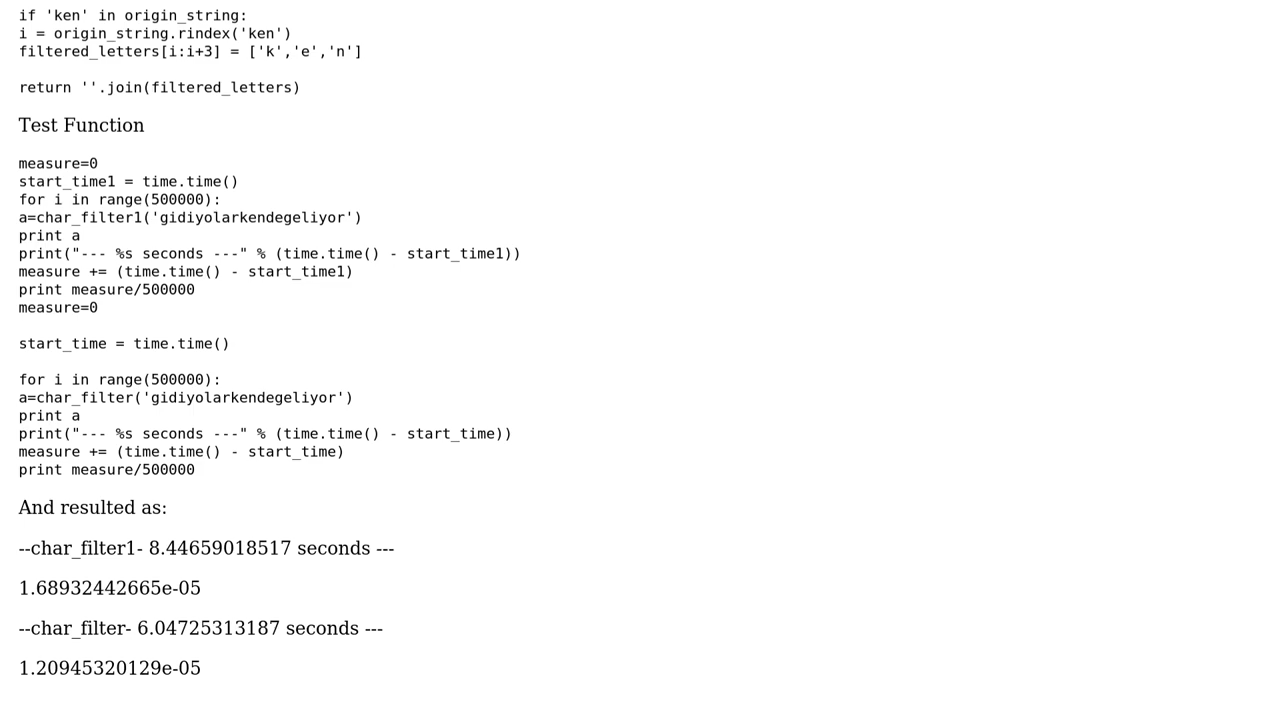 if 'ken' in origin_string:
i = origin_string.rindex('ken')
filtered_letters[i:i+3] = ['k','e','n']
return ''.join(filtered_letters)
Test Function
measure=0
start_time1 = time.time()
for i in range(500000):
a=char_filter1('gidiyolarkendegeliyor')
print a
print("--- %s seconds ---" % (time.time() - start_time1))
measure += (time.time() - start_time1)
print measure/500000
measure=0
start_time = time.time()
for i in range(500000):
a=char_filter('gidiyolarkendegeliyor')
print a
print("--- %s seconds ---" % (time.time() - start_time))
measure += (time.time() - start_time)
print measure/500000
And resulted as:
--char_filter1- 8.44659018517 seconds ---
1.68932442665e-05
--char_filter- 6.04725313187 seconds ---
1.20945320129e-05